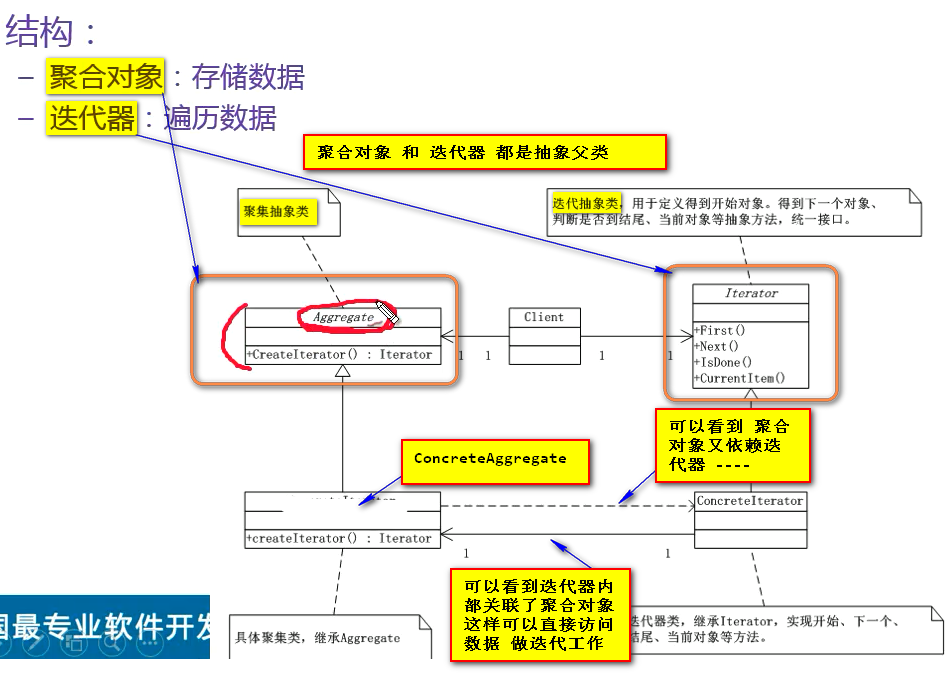 结构：
– 聚合对象：存储数据
– 迭代器：遍历数据
聚合对象 和 迭代器 都是抽象父类
聚集抽象类
迭代抽象类，用于定义得到开始对象。得到下一个对象、
判断是否到结尾、当前对象等抽象方法，统一接口。
Aggregate
+CreateIterator() : Iterator
Client
Iterator
+First()
+Next()
+IsDone()
+CurrentItem()
1 1 1 1
可以看到 聚合
对象又依赖迭
代器 ----
ConcreteAggregate
+createIterator() : Iterator
ConcreteIterator
1 1
可以看到迭代器内
部关联了聚合对象
这样可以直接访问
数据 做迭代工作
具体聚集类，继承Aggregate
迭代器类，继承Iterator，实现开始、下一个、
结尾、当前对象等方法。
国最专业软件开发